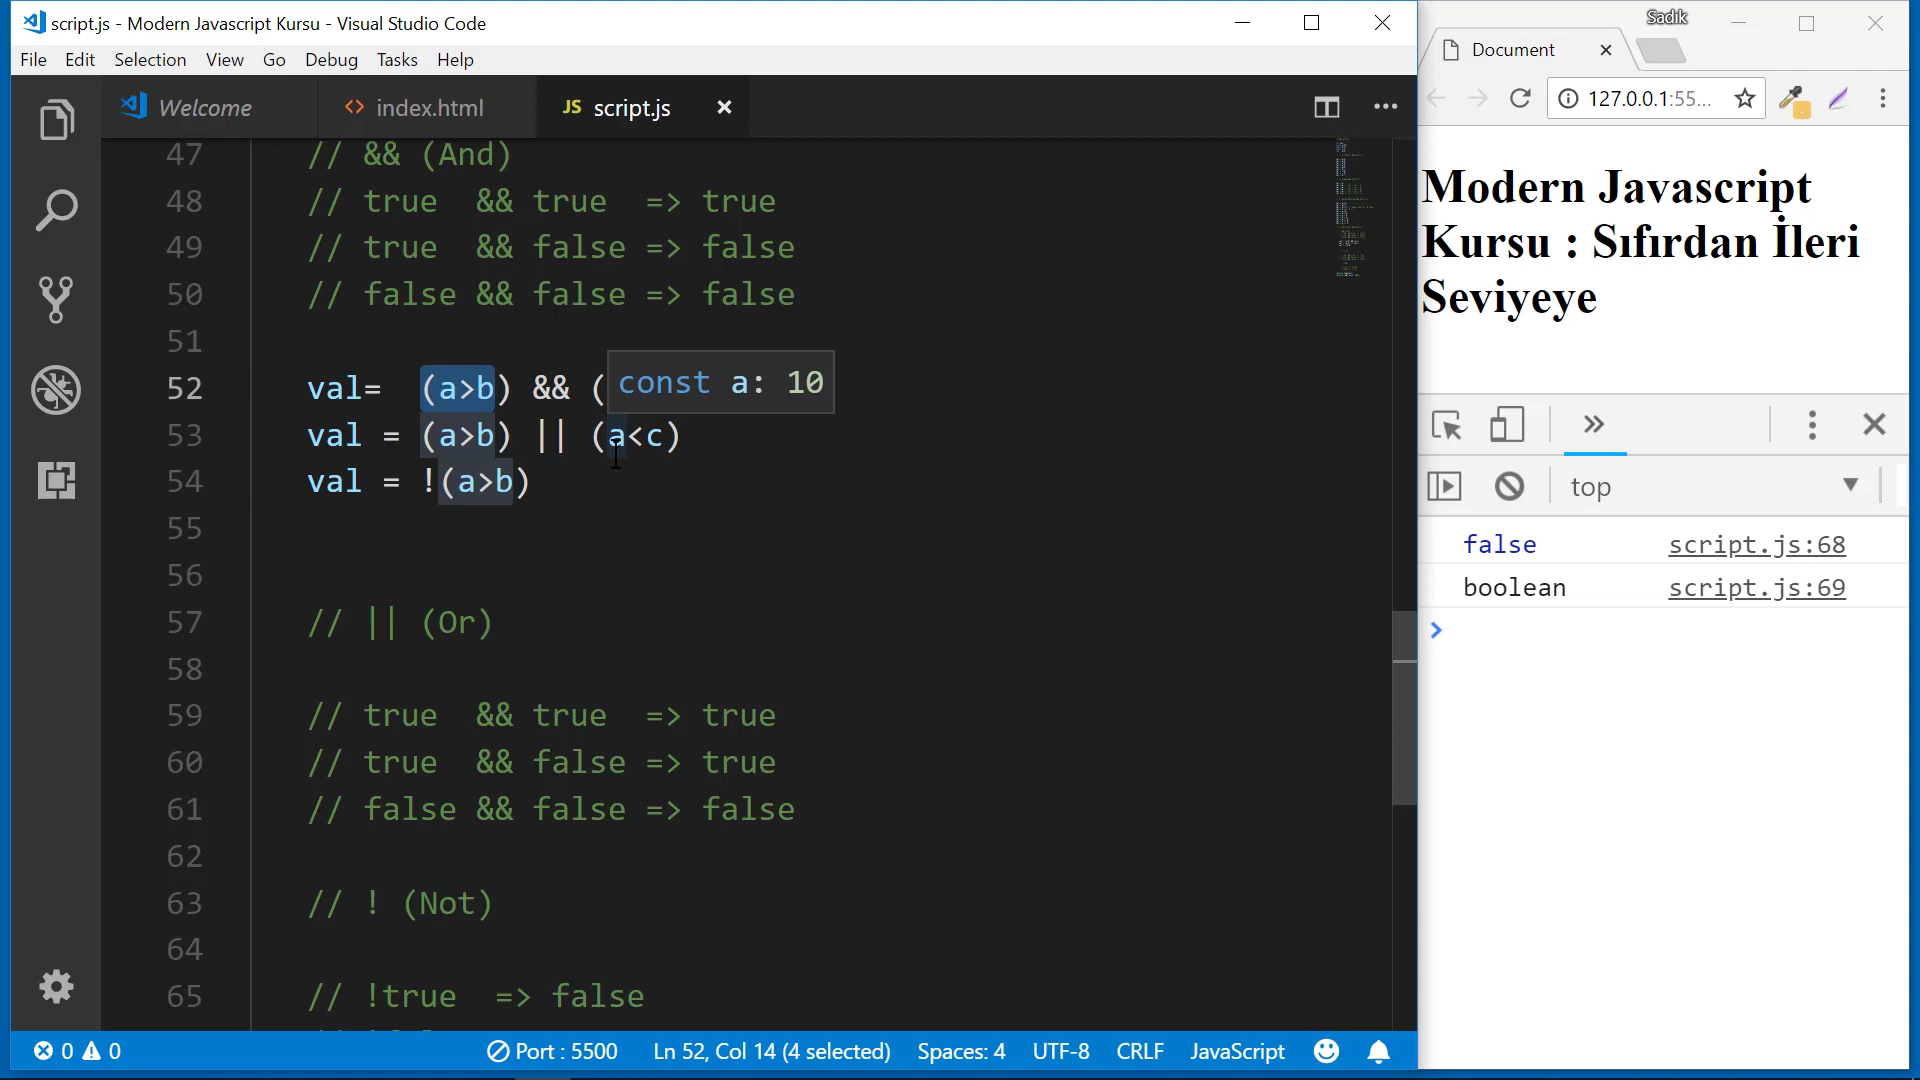 script.js - Modern Javascript Kursu - Visual Studio Code
File Edit Selection View Go Debug Tasks Help
Welcome
index.html
JS script.js
47 // && (And)
48 // true && true => true
49 // true && false => false
50 // false && false => false
51
52 val= (a>b) && (
const a: 10
53 val = (a>b) || (a<c)
54 val = !(a>b)
55
56
57 // || (Or)
58
59 // true && true => true
60 // true && false => true
61 // false && false => false
62
63 // ! (Not)
64
65 // !true => false
0 0
Port : 5500
Ln 52, Col 14 (4 selected)
Spaces: 4
UTF-8
CRLF
JavaScript
Sadik
Document
127.0.0.1:55...
Modern Javascript
Kursu : Sıfırdan İleri
Seviyeye
top
false script.js:68
boolean script.js:69